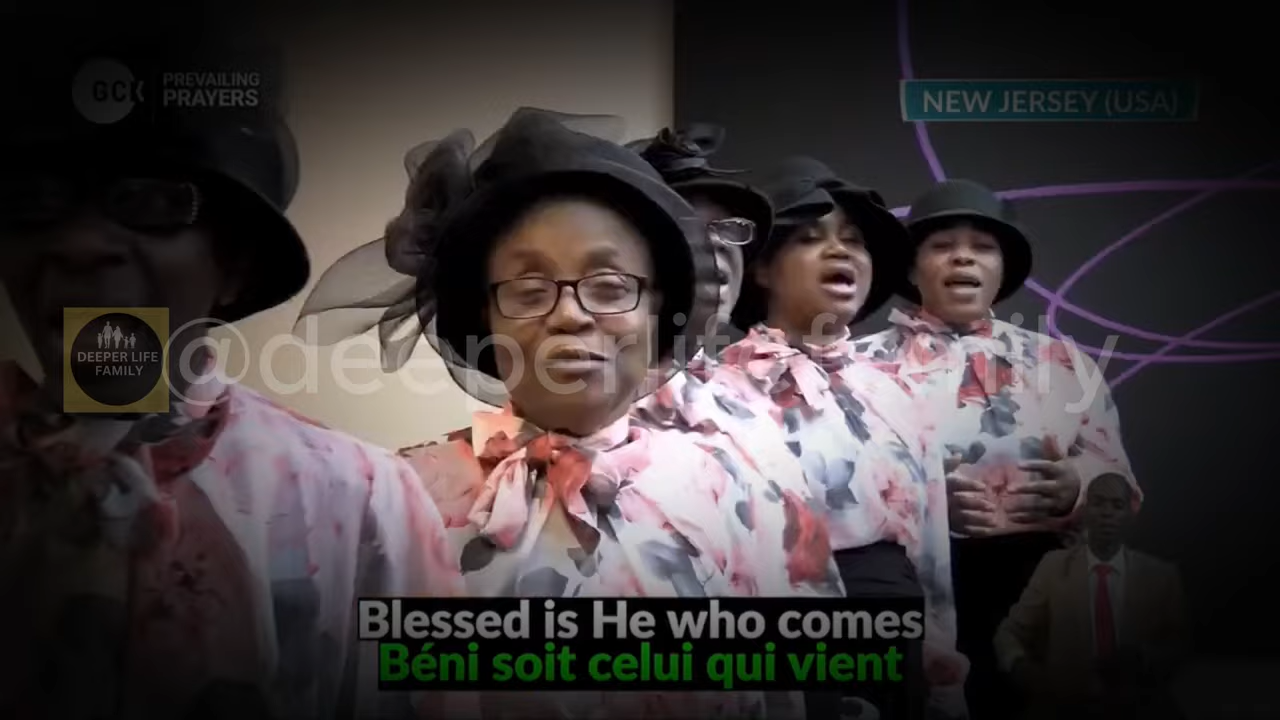 GCK
PREVAILING
PRAYERS
NEW JERSEY (USA)
DEEPER LIFE
FAMILY
@deeperlifefamily
Blessed is He who comes
Béni soit celui qui vient